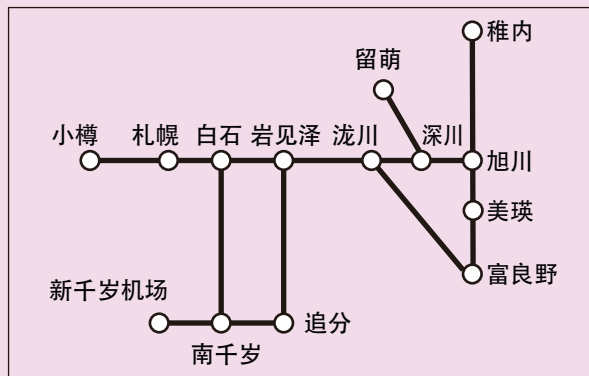 稚内
留萌
小樽 札幌 白石 岩见泽 泷川 深川
旭川
美瑛
富良野
新千岁机场
追分
南千岁